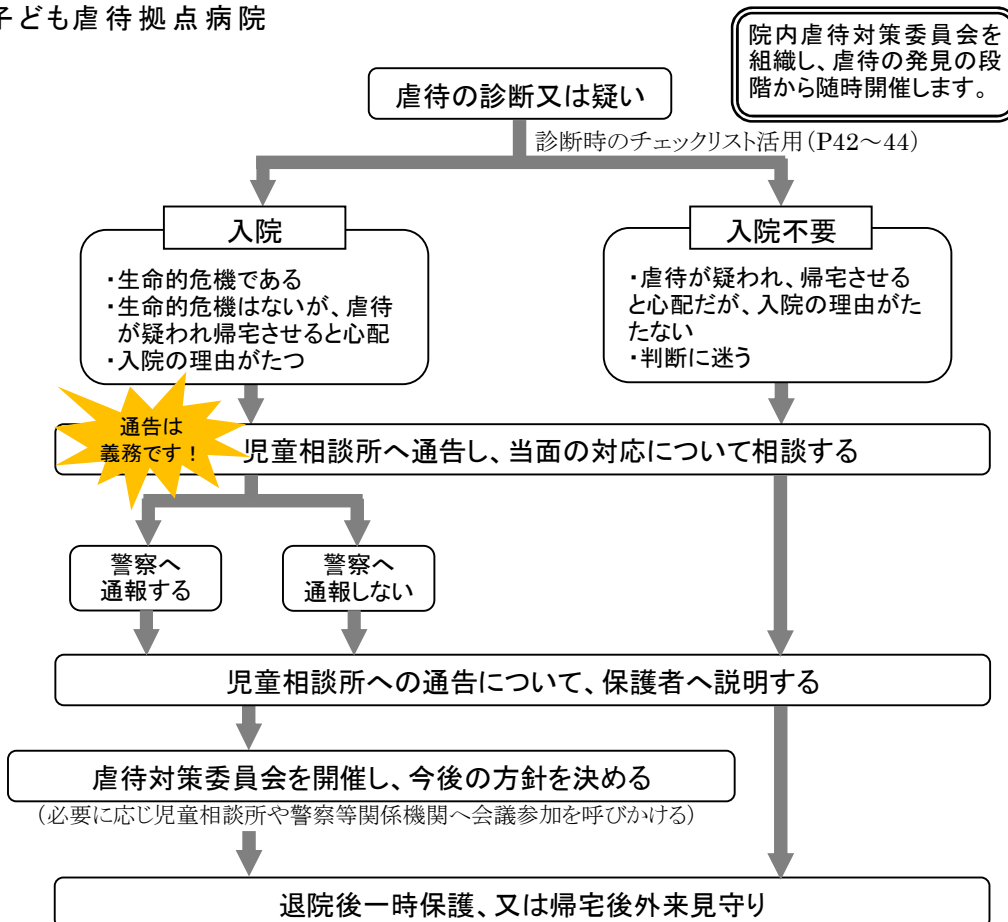 子ども虐待拠点病院
院内虐待対策委員会を
組織し、虐待の発見の段
階から随時開催します。
虐待の診断又は疑い
診断時のチェックリスト活用（P42～44）
入院
・生命的危機である
・生命的危機はないが、虐待
が疑われ帰宅させると心配
・入院の理由がたつ
入院不要
・虐待が疑われ、帰宅させる
と心配だが、入院の理由がた
たない
・判断に迷う
通告は
義務です！
児童相談所へ通告し、当面の対応について相談する
警察へ
通報する
警察へ
通報しない
児童相談所への通告について、保護者へ説明する
虐待対策委員会を開催し、今後の方針を決める
（必要に応じ児童相談所や警察等関係機関へ会議参加を呼びかける）
退院後一時保護、又は帰宅後外来見守り